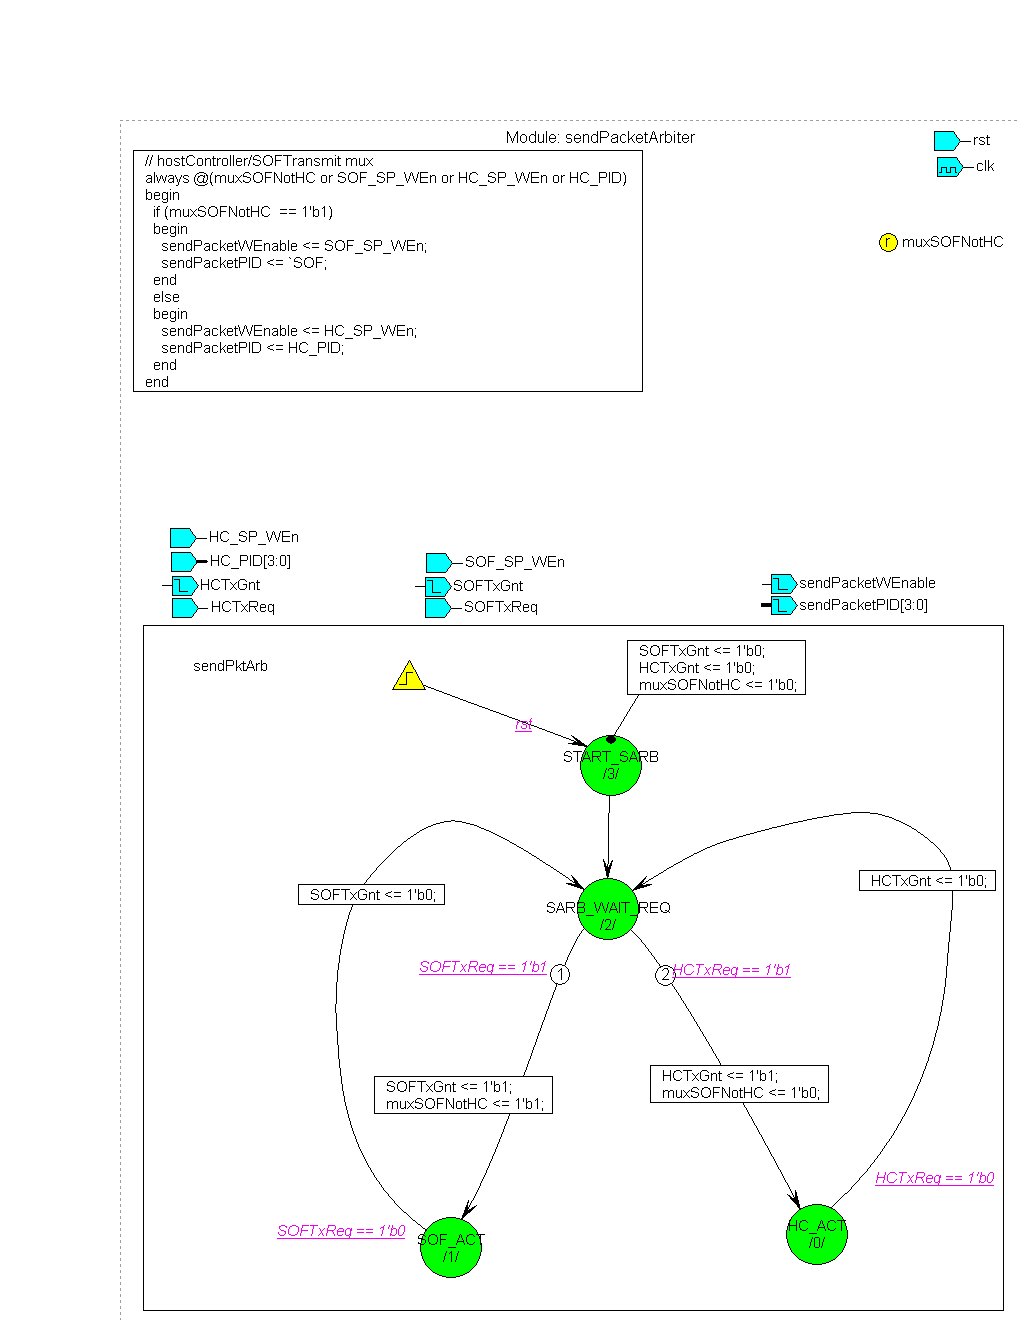 Module: sendPacketArbiter
// hostController/SOFTransmit mux
always @(muxSOFNotHC or SOF_SP_WEn or HC_SP_WEn or HC_PID)
begin
if (muxSOFNotHC == 1'b1)
begin
sendPacketWEnable <= SOF_SP_WEn;
sendPacketPID <= `SOF;
end
else
begin
sendPacketWEnable <= HC_SP_WEn;
sendPacketPID <= HC_PID;
end
end
rst
clk
r muxSOFNotHC
HC_SP_WEn
HC_PID[3:0]
HCTxGnt
HCTxReq
SOF_SP_WEn
SOFTxGnt
SOFTxReq
sendPacketWEnable
sendPacketPID[3:0]
sendPktArb
SOFTxGnt <= 1'b0;
HCTxGnt <= 1'b0;
muxSOFNotHC <= 1'b0;
rst
START_SARB
/3/
SOFTxGnt <= 1'b0;
HCTxGnt <= 1'b0;
SARB_WAIT_REQ
/2/
SOFTxReq == 1'b1
1
2
HCTxReq == 1'b1
SOFTxGnt <= 1'b1;
muxSOFNotHC <= 1'b1;
HCTxGnt <= 1'b1;
muxSOFNotHC <= 1'b0;
HCTxReq == 1'b0
SOFTxReq == 1'b0
SOF_ACT
/1/
HC_ACT
/0/